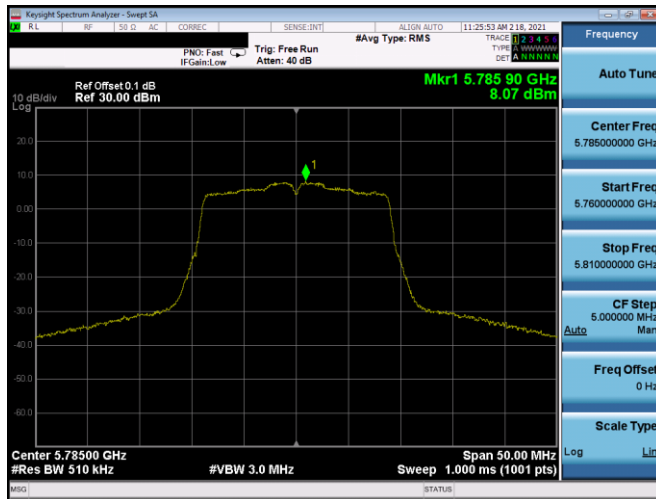 Keysight Spectrum Analyzer - Swept SA
RL RF 50 Ω AC CORREC SENSE:INT ALIGN AUTO 11:25:53 AM 2 18, 2021
#Avg Type: RMS
TRACE 1 2 3 4 5 6
TYPE A WWWWW
DET A N N N N N
PNO: Fast Trig: Free Run
IFGain:Low Atten: 40 dB
Ref Offset 0.1 dB
10 dB/div Ref 30.00 dBm
Log
Mkr1 5.785 90 GHz
8.07 dBm
20.0
10.0
0.00
-10.0
-20.0
-30.0
-40.0
-50.0
-60.0
1
Center 5.78500 GHz Span 50.00 MHz
#Res BW 510 kHz #VBW 3.0 MHz Sweep 1.000 ms (1001 pts)
MSG STATUS
Frequency
Auto Tune
Center Freq
5.785000000 GHz
Start Freq
5.760000000 GHz
Stop Freq
5.810000000 GHz
CF Step
5.000000 MHz
Auto Man
Freq Offset
0 Hz
Scale Type
Log Lin